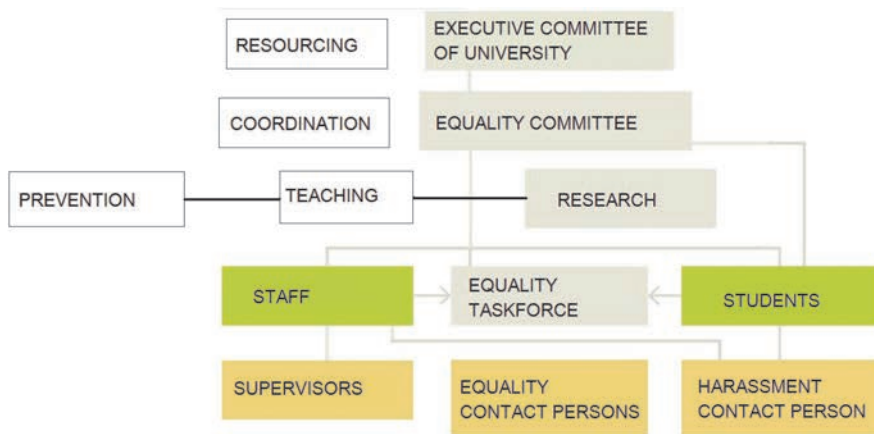 RESOURCING
EXECUTIVE COMMITTEE
OF UNIVERSITY
COORDINATION
EQUALITY COMMITTEE
PREVENTION
TEACHING
RESEARCH
STAFF
EQUALITY
TASKFORCE
STUDENTS
SUPERVISORS
EQUALITY
CONTACT PERSONS
HARASSMENT
CONTACT PERSON